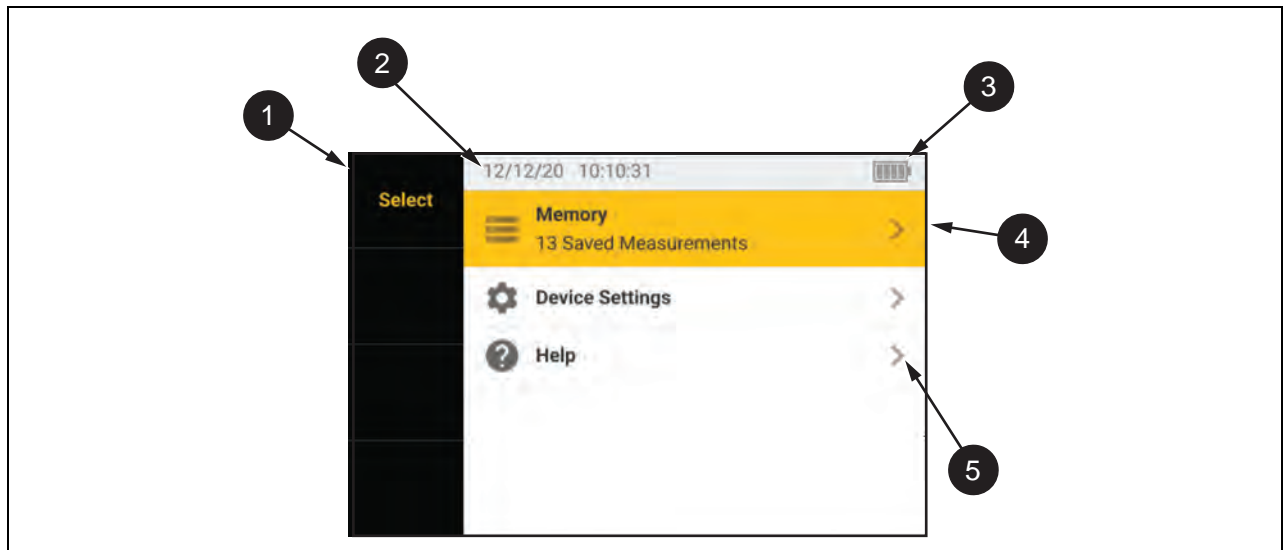 2
3
1
12/12/20 10:10:31
Select
Memory
13 Saved Measurements
4
Device Settings
Help
5